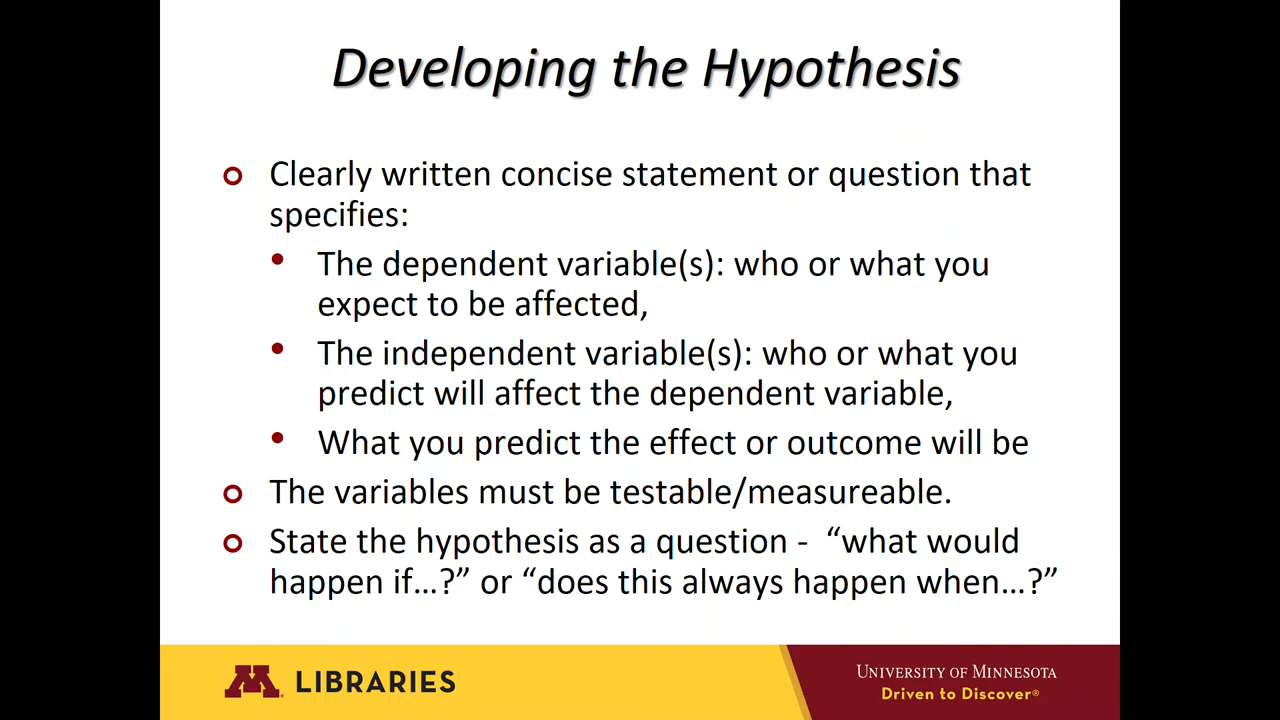 Developing the Hypothesis
Clearly written concise statement or question that
specifies:
The dependent variable(s): who or what you
expect to be affected,
The independent variable(s): who or what you
predict will affect the dependent variable,
What you predict the effect or outcome will be
The variables must be testable/measureable.
State the hypothesis as a question - “what would
happen if...?” or “does this always happen when...?”
M LIBRARIES
UNIVERSITY OF MINNESOTA
Driven to Discover®